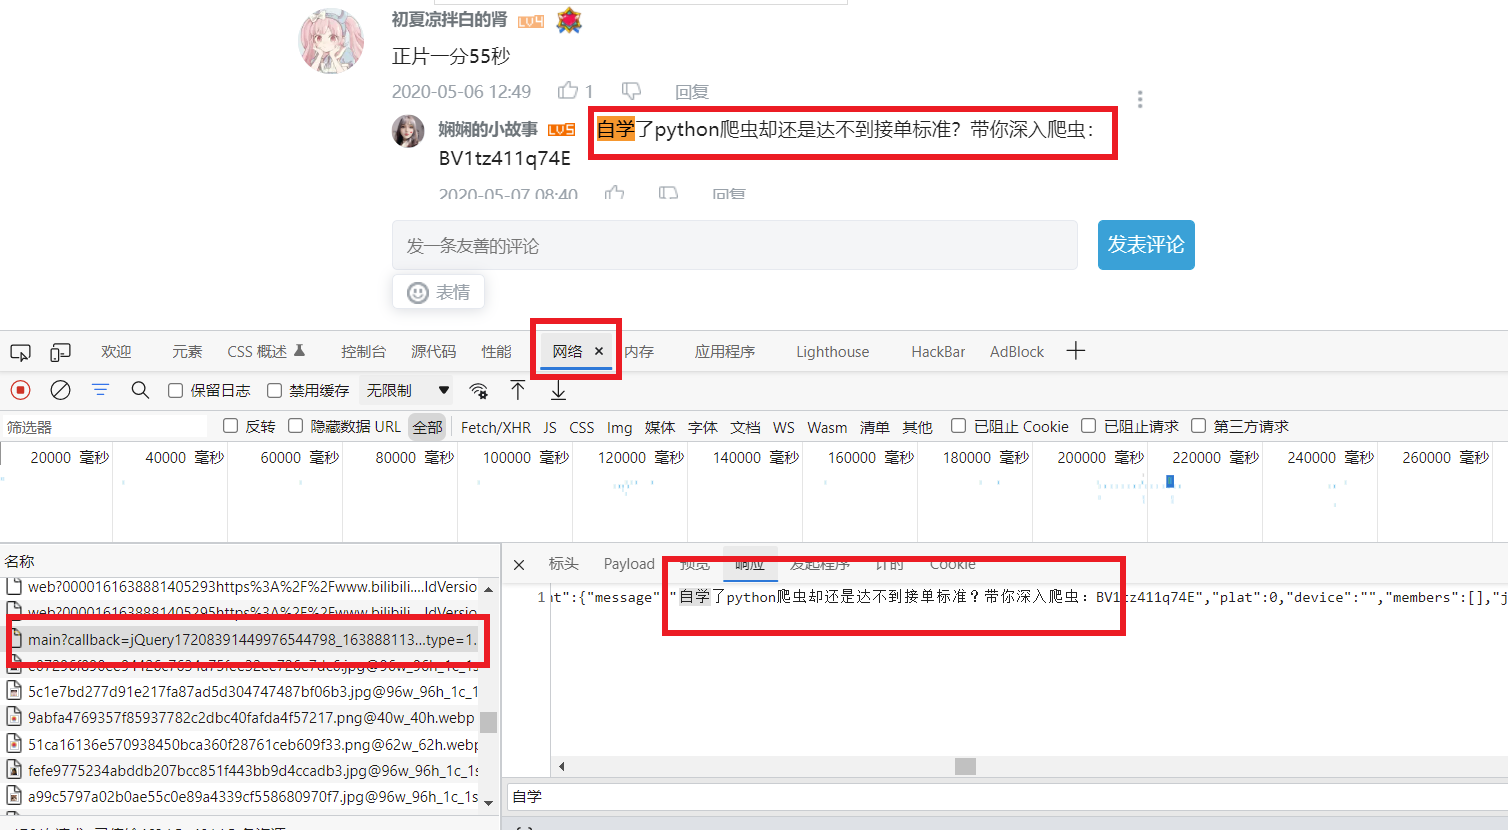 初夏凉拌白的肾 LV4
正片一分55秒
2020-05-06 12:49 1 回复
娴娴的小故事 LV5 自学了python爬虫却还是达不到接单标准？带你深入爬虫：
BV1tz411q74E
2020-05-07 08:40 回复
发一条友善的评论
发表评论
表情
欢迎 元素 CSS 概述 控制台 源代码 性能 网络 × 内存 应用程序 Lighthouse HackBar AdBlock
保留日志 禁用缓存 无限制
筛选器 反转 隐藏数据 URL 全部 Fetch/XHR JS CSS Img 媒体 字体 文档 WS Wasm 清单 其他 已阻止 Cookie 已阻止请求 第三方请求
20000 毫秒 40000 毫秒 60000 毫秒 80000 毫秒 100000 毫秒 120000 毫秒 140000 毫秒 160000 毫秒 180000 毫秒 200000 毫秒 220000 毫秒 240000 毫秒 260000 毫秒
名称
web?0000161638881405293https%3A%2F%2Fwww.bilibili....IdVersio
web?0000161638881405295https%3A%2F%2Fwww.bilibili....IdVersio
main?callback=jQuery17208391449976544798_163888113...type=1.
5c1e7bd277d91e217fa87ad5d304747487bf06b3.jpg@96w_96h_1c_1
9abfa4769357f85937782c2dbc40fafda4f57217.png@40w_40h.webp
51ca16136e570938450bca360f28761ceb609f33.png@62w_62h.webp
fefe9775234abddb207bcc851f443bb9d4ccadb3.jpg@96w_96h_1c_1s
a99c5797a02b0ae55c0e89a4339cf558680970f7.jpg@96w_96h_1c_1s
× 标头 Payload 预览 响应 发起程序 计时 Cookie
1 nt":{"message":"自学了python爬虫却还是达不到接单标准？带你深入爬虫：BV1tz411q74E","plat":0,"device":"","members":[],"j
自学